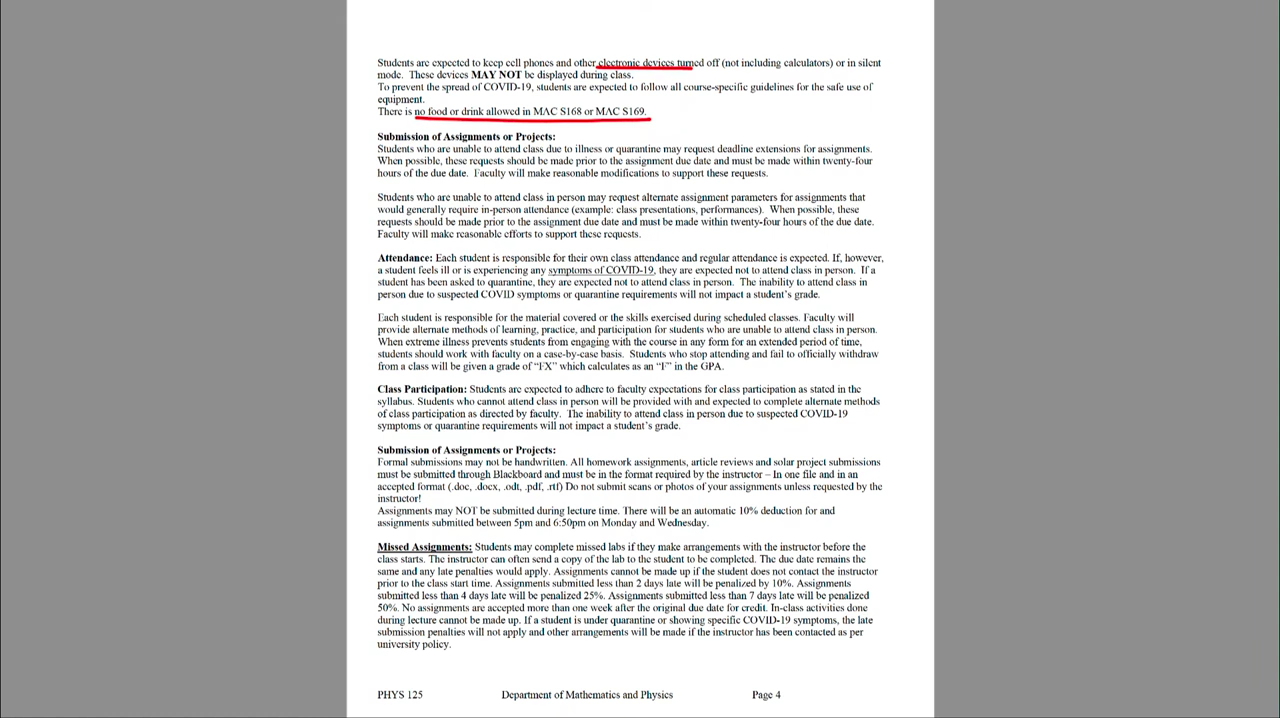 Students are expected to keep cell phones and other electronic devices turned off (not including calculators) or in silent
mode. These devices MAY NOT be displayed during class.
To prevent the spread of COVID-19, students are expected to follow all course-specific guidelines for the safe use of
equipment.
There is no food or drink allowed in MAC S168 or MAC S169.
Submission of Assignments or Projects:
Students who are unable to attend class due to illness or quarantine may request deadline extensions for assignments.
When possible, these requests should be made prior to the assignment due date and must be made within twenty-four
hours of the due date. Faculty will make reasonable modifications to support these requests.
Students who are unable to attend class in person may request alternate assignment parameters for assignments that
would generally require in-person attendance (example: class presentations, performances). When possible, these
requests should be made prior to the assignment due date and must be made within twenty-four hours of the due date.
Faculty will make reasonable efforts to support these requests.
Attendance: Each student is responsible for their own class attendance and regular attendance is expected. If, however,
a student feels ill or is experiencing any symptoms of COVID-19, they are expected not to attend class in person. If a
student has been asked to quarantine, they are expected not to attend class in person. The inability to attend class in
person due to suspected COVID symptoms or quarantine requirements will not impact a student's grade.
Each student is responsible for the material covered or the skills exercised during scheduled classes. Faculty will
provide alternate methods of learning, practice, and participation for students who are unable to attend class in person.
When extreme illness prevents students from engaging with the course in any form for an extended period of time,
students should work with faculty on a case-by-case basis. Students who stop attending and fail to officially withdraw
from a class will be given a grade of “FX” which calculates as an “F” in the GPA.
Class Participation: Students are expected to adhere to faculty expectations for class participation as stated in the
syllabus. Students who cannot attend class in person will be provided with and expected to complete alternate methods
of class participation as directed by faculty. The inability to attend class in person due to suspected COVID-19
symptoms or quarantine requirements will not impact a student's grade.
Submission of Assignments or Projects:
Formal submissions may not be handwritten. All homework assignments, article reviews and solar project submissions
must be submitted through Blackboard and must be in the format required by the instructor – In one file and in an
accepted format (.doc, .docx, .odt, .pdf, .rtf) Do not submit scans or photos of your assignments unless requested by the
instructor!
Assignments may NOT be submitted during lecture time. There will be an automatic 10% deduction for and
assignments submitted between 5pm and 6:50pm on Monday and Wednesday.
Missed Assignments: Students may complete missed labs if they make arrangements with the instructor before the
class starts. The instructor can often send a copy of the lab to the student to be completed. The due date remains the
same and any late penalties would apply. Assignments cannot be made up if the student does not contact the instructor
prior to the class start time. Assignments submitted less than 2 days late will be penalized by 10%. Assignments
submitted less than 4 days late will be penalized 25%. Assignments submitted less than 7 days late will be penalized
50%. No assignments are accepted more than one week after the original due date for credit. In-class activities done
during lecture cannot be made up. If a student is under quarantine or showing specific COVID-19 symptoms, the late
submission penalties will not apply and other arrangements will be made if the instructor has been contacted as per
university policy.
PHYS 125 Department of Mathematics and Physics Page 4